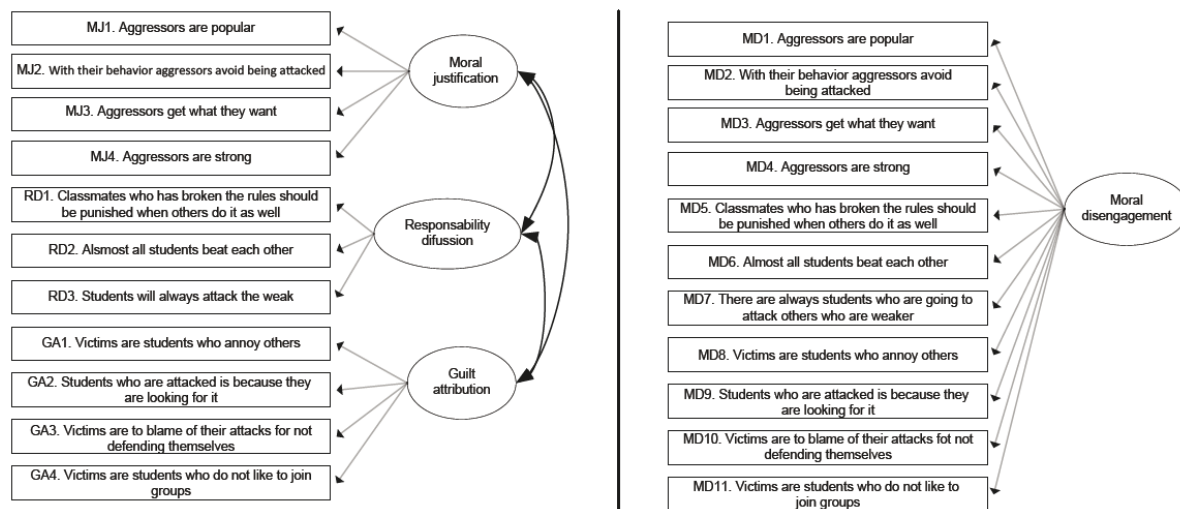 MJ1. Aggressors are popular
MJ2. With their behavior aggressors avoid being attacked
MJ3. Aggressors get what they want
MJ4. Aggressors are strong
RD1. Classmates who has broken the rules should
be punished when others do it as well
RD2. Alsmost all students beat each other
RD3. Students will always attack the weak
GA1. Victims are students who annoy others
GA2. Students who are attacked is because they
are looking for it
GA3. Victims are to blame of their attacks for not
defending themselves
GA4. Victims are students who do not like to join
groups
Moral
justification
Responsability
difussion
Guilt
attribution
MD1. Aggressors are popular
MD2. With their behavior aggressors avoid
being attacked
MD3. Aggressors get what they want
MD4. Aggressors are strong
MD5. Classmates who has broken the rules should
be punished when others do it as well
MD6. Almost all students beat each other
MD7. There are always students who are going to
attack others who are weaker
MD8. Victims are students who annoy others
MD9. Students who are attacked is because they
are looking for it
MD10. Victims are to blame of their attacks fot not
defending themselves
MD11. Victims are students who do not like to
join groups
Moral
disengagement